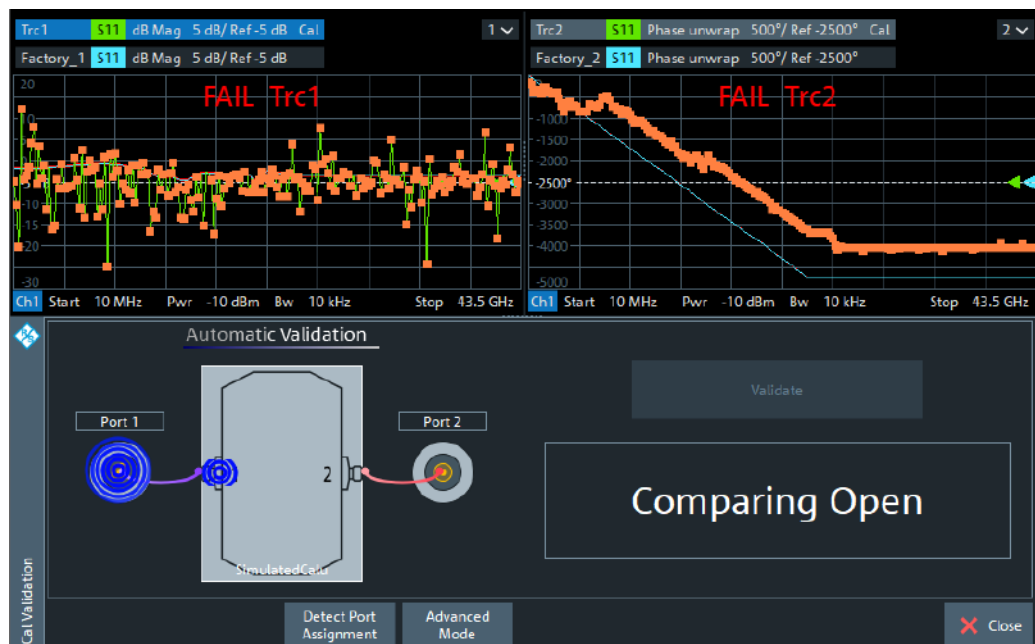 Trc1 S11 dB Mag 5 dB/ Ref -5 dB Cal 1
Factory_1 S11 dB Mag 5 dB/ Ref -5 dB
20
FAIL Trc1
-15
-20
-30
Ch1 Start 10 MHz Pwr -10 dBm Bw 10 kHz Stop 43.5 GHz
Trc2 S11 Phase unwrap 500°/ Ref -2500° Cal 2
Factory_2 S11 Phase unwrap 500°/ Ref -2500°
FAIL Trc2
-1000
-1500
-2000
-2500°
-3000
-3500
-4000
-5000
Ch1 Start 10 MHz Pwr -10 dBm Bw 10 kHz Stop 43.5 GHz
Cal Validation
Automatic Validation
Port 1
2
SimulatedCalu
Port 2
Validate
Comparing Open
Detect Port
Assignment
Advanced
Mode
Close